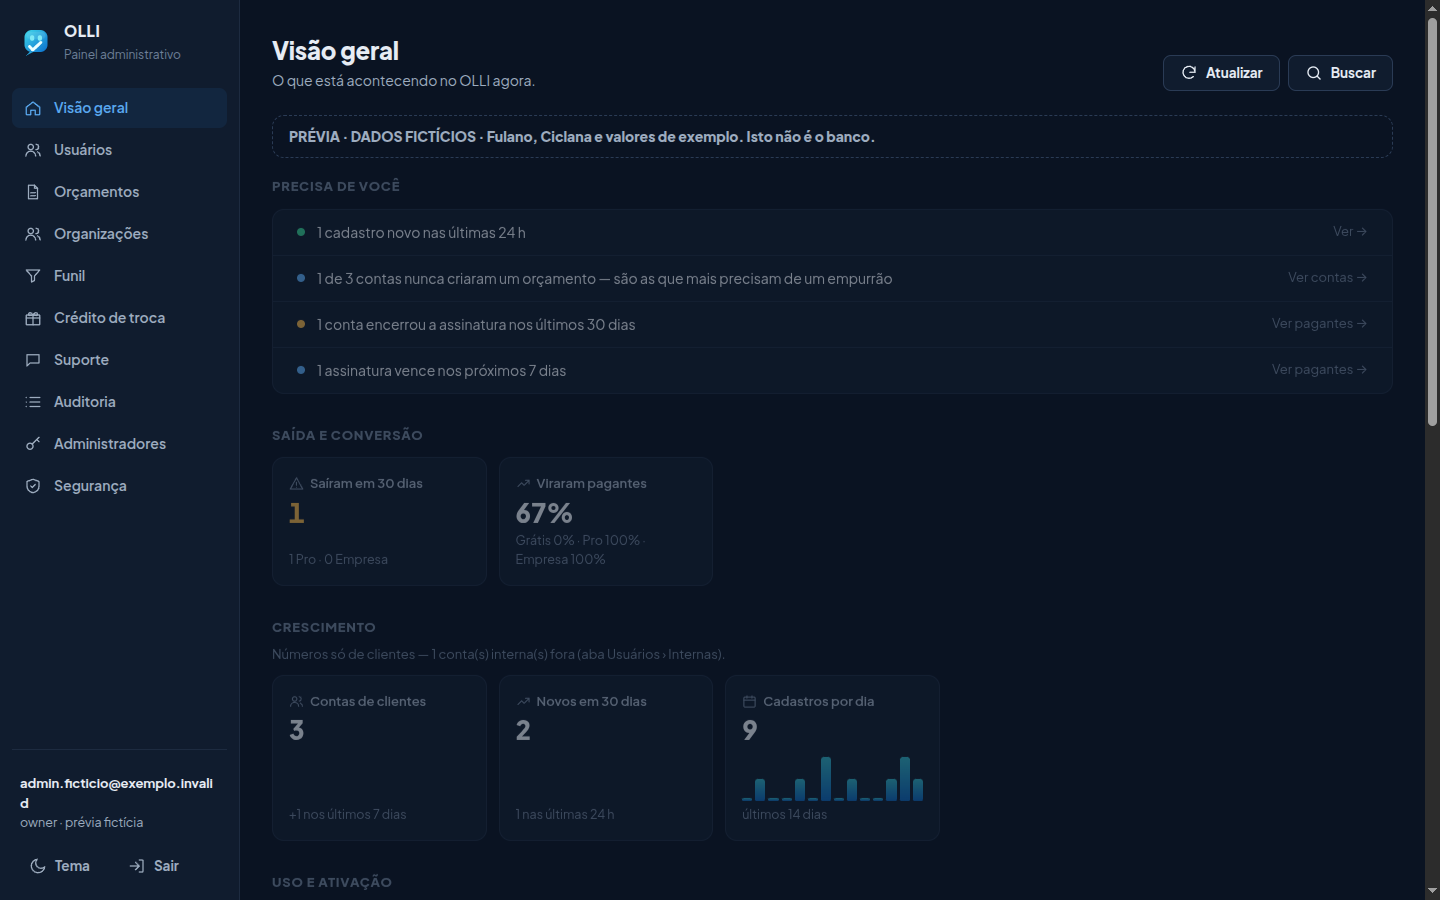 OLLI
Painel administrativo
Visão geral
Usuários
Orçamentos
Organizações
Funil
Crédito de troca
Suporte
Auditoria
Administradores
Segurança
admin.ficticio@exemplo.invali
d
owner · prévia fictícia
Tema
Sair
Visão geral
O que está acontecendo no OLLI agora.
Atualizar
Buscar
PRÉVIA · DADOS FICTÍCIOS · Fulano, Ciclana e valores de exemplo. Isto não é o banco.
PRECISA DE VOCÊ
1 cadastro novo nas últimas 24 h
Ver →
1 de 3 contas nunca criaram um orçamento — são as que mais precisam de um empurrão
Ver contas →
1 conta encerrou a assinatura nos últimos 30 dias
Ver pagantes →
1 assinatura vence nos próximos 7 dias
Ver pagantes →
SAÍDA E CONVERSÃO
Saíram em 30 dias
1
1 Pro · 0 Empresa
Viraram pagantes
67%
Grátis 0% · Pro 100% ·
Empresa 100%
CRESCIMENTO
Números só de clientes — 1 conta(s) interna(s) fora (aba Usuários › Internas).
Contas de clientes
3
+1 nos últimos 7 dias
Novos em 30 dias
2
1 nas últimas 24 h
Cadastros por dia
9
últimos 14 dias
USO E ATIVAÇÃO